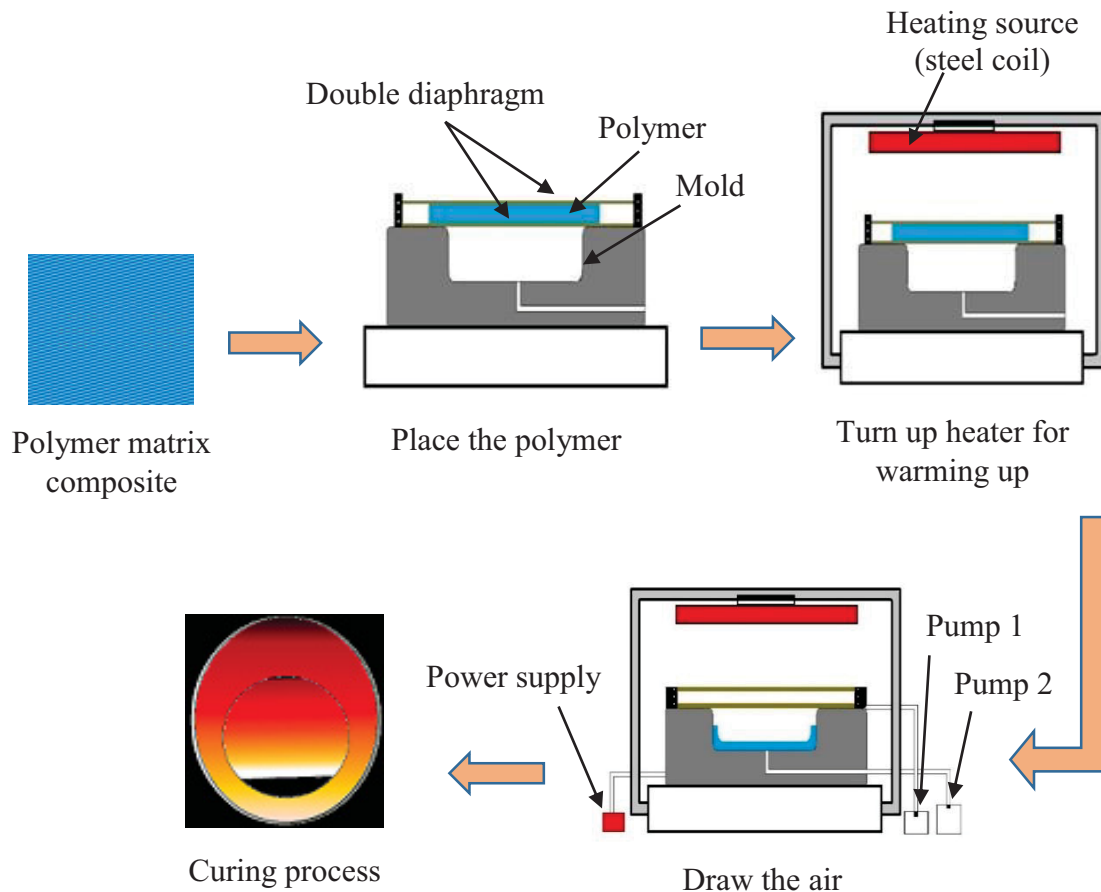 Heating source
(steel coil)
Double diaphragm
Polymer
Mold
Polymer matrix
composite
Place the polymer
Turn up heater for
warming up
Power supply
Pump 1
Pump 2
Curing process
Draw the air